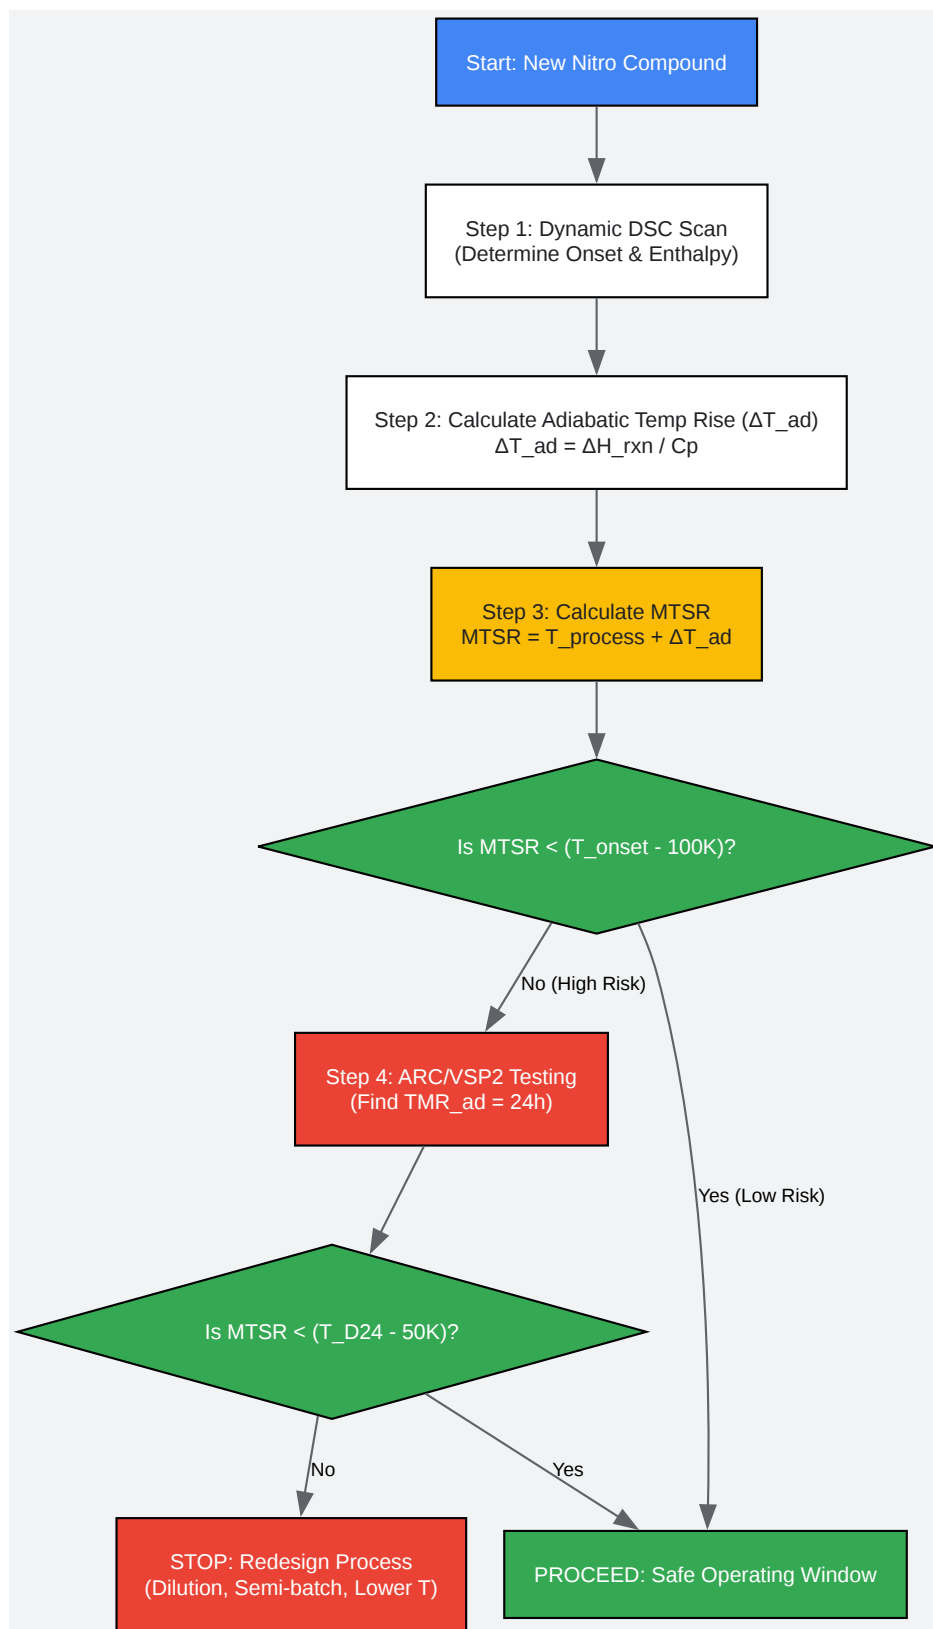 Start: New Nitro Compound
Step 1: Dynamic DSC Scan
(Determine Onset & Enthalpy)
Step 2: Calculate Adiabatic Temp Rise (ΔT_ad)
ΔT_ad = ΔH_rxn / Cp
Step 3: Calculate MTSR
MTSR = T_process + ΔT_ad
Is MTSR < (T_onset - 100K)?
No (High Risk)
Step 4: ARC/VSP2 Testing
(Find TMR_ad = 24h)
Yes (Low Risk)
Is MTSR < (T_D24 - 50K)?
No
Yes
STOP: Redesign Process
(Dilution, Semi-batch, Lower T)
PROCEED: Safe Operating Window